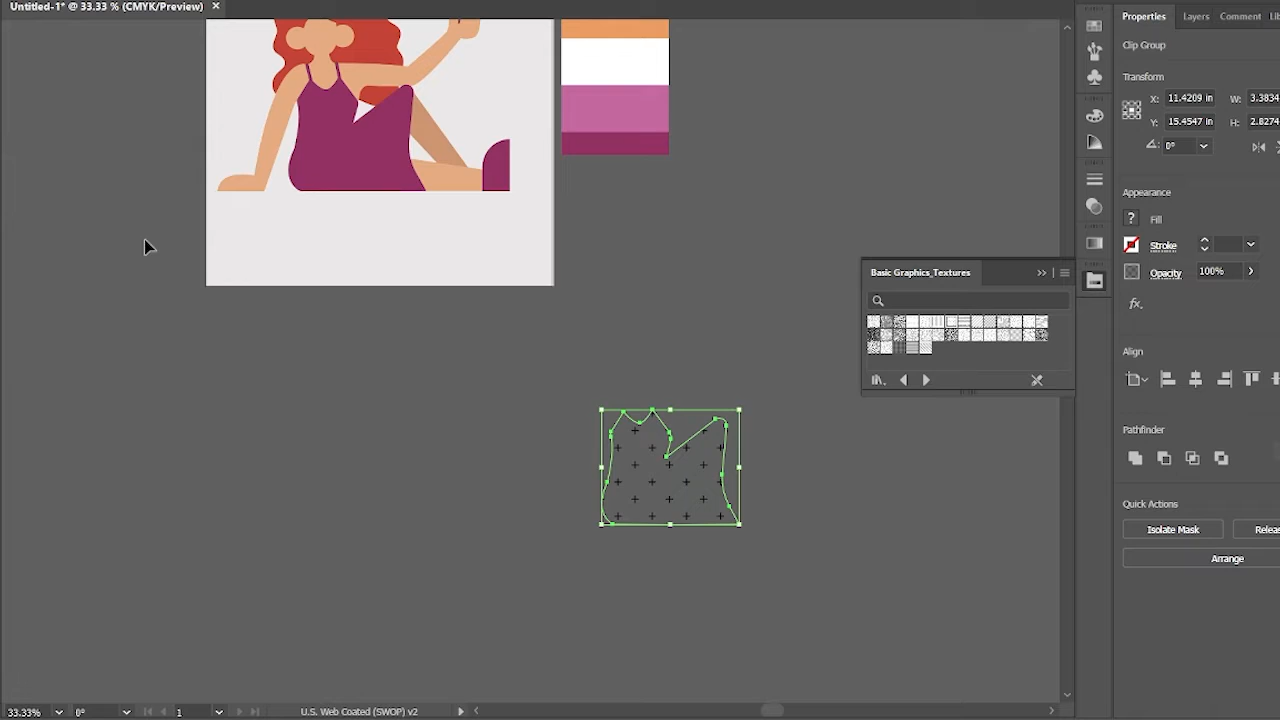 Untitled-1* @ 33.33 % (CMYK/Preview) ×
Properties Layers Comment Lib
Clip Group
Transform
X: 11.4209 in W: 3.3834
Y: 15.4547 in H: 2.8274
0°
Appearance
? Fill
Stroke
Opacity 100%
fx.
Basic Graphics_Textures
Align
Pathfinder
Quick Actions
Isolate Mask Releas
Arrange
33.33% 0° 1 U.S. Web Coated (SWOP) v2